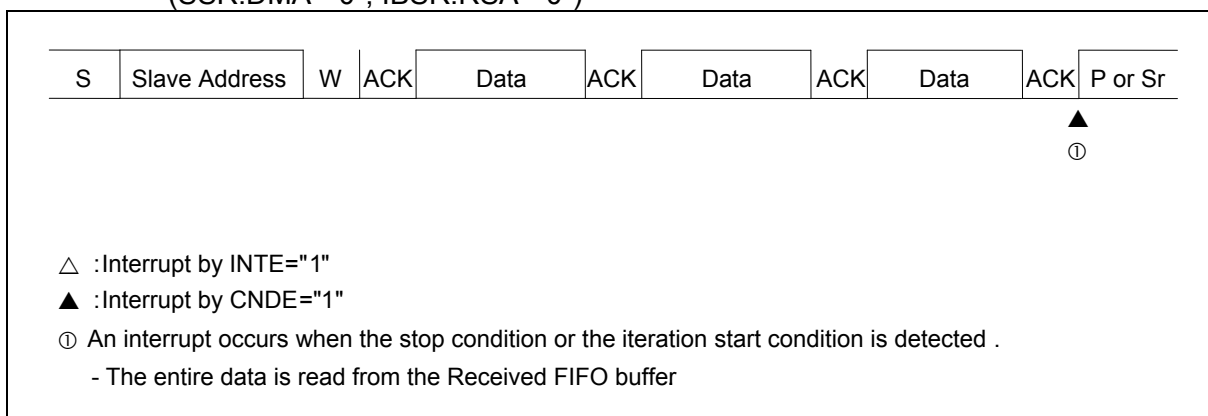 S Slave Address W ACK Data ACK Data ACK Data ACK P or Sr
▲
①
△ :Interrupt by INTE="1"
▲ :Interrupt by CNDE="1"
① An interrupt occurs when the stop condition or the iteration start condition is detected .
- The entire data is read from the Received FIFO buffer